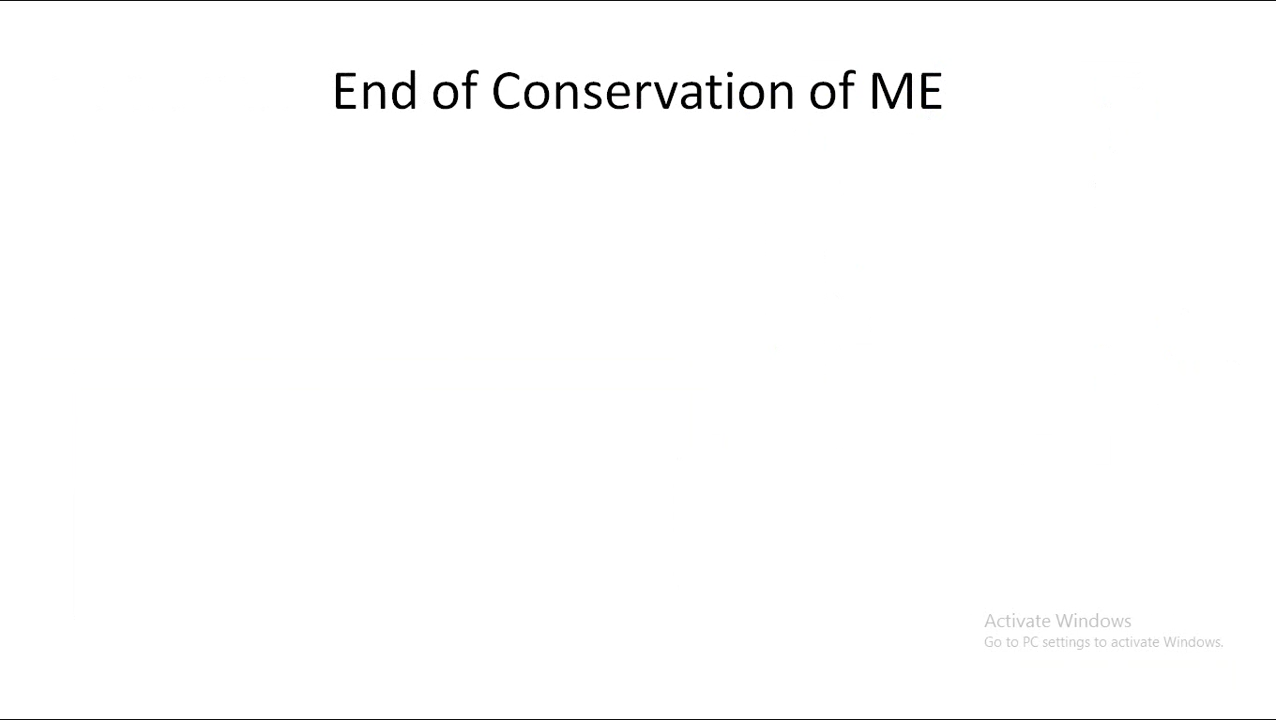 End of Conservation of ME
Activate Windows
Go to PC settings to activate Windows.